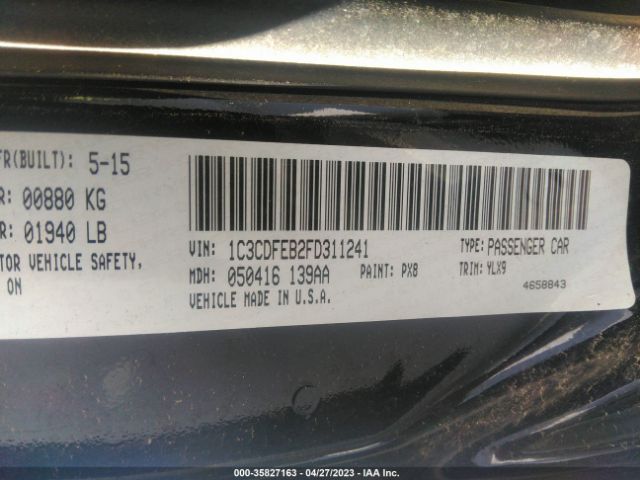 FR(BUILT): 5-15
R: 00880 KG
R: 01940 LB
TOR VEHICLE SAFETY,
ON
VIN: 1C3CDFEB2FD311241 TYPE: PASSENGER CAR
MDH: 050416 139AA PAINT: PX8 TRIM: YLX9
VEHICLE MADE IN U.S.A. 4658843
000-35827163 - 04/27/2023 - IAA Inc.